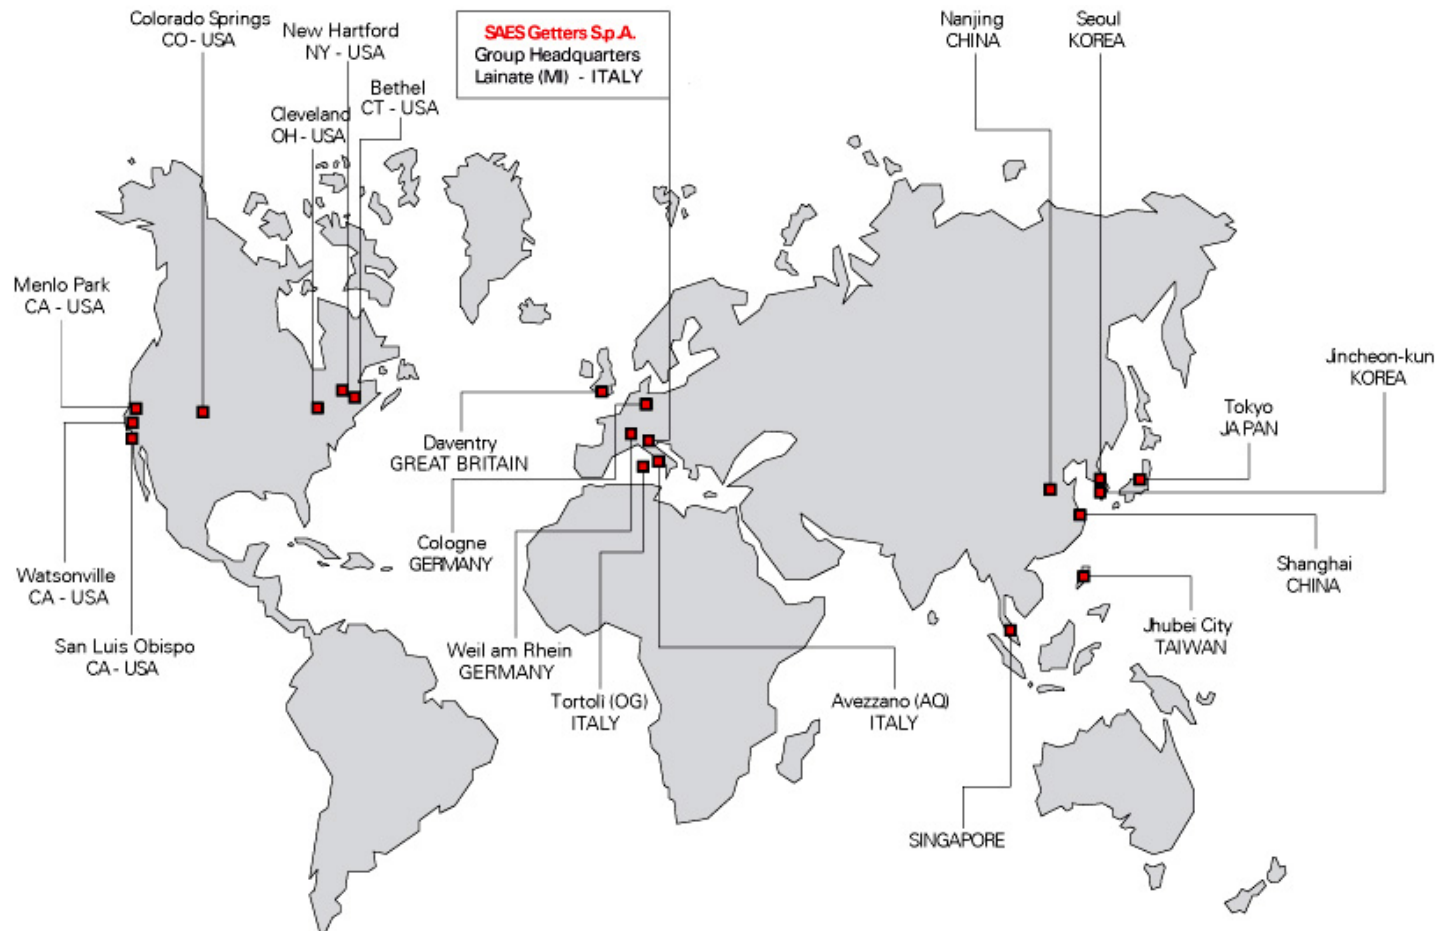 Colorado Springs
CO - USA
New Hartford
NY - USA
Bethel
CT - USA
Cleveland
OH - USA
SAES Getters S.p.A.
Group Headquarters
Lainate (MI) - ITALY
Nanjing
CHINA
Seoul
KOREA
Menlo Park
CA - USA
Jincheon-kun
KOREA
Tokyo
JAPAN
Daventry
GREAT BRITAIN
Cologne
GERMANY
Watsonville
CA - USA
Shanghai
CHINA
San Luis Obispo
CA - USA
Weil am Rhein
GERMANY
Jhubei City
TAIWAN
Tortolì (OG)
ITALY
Avezzano (AQ)
ITALY
SINGAPORE